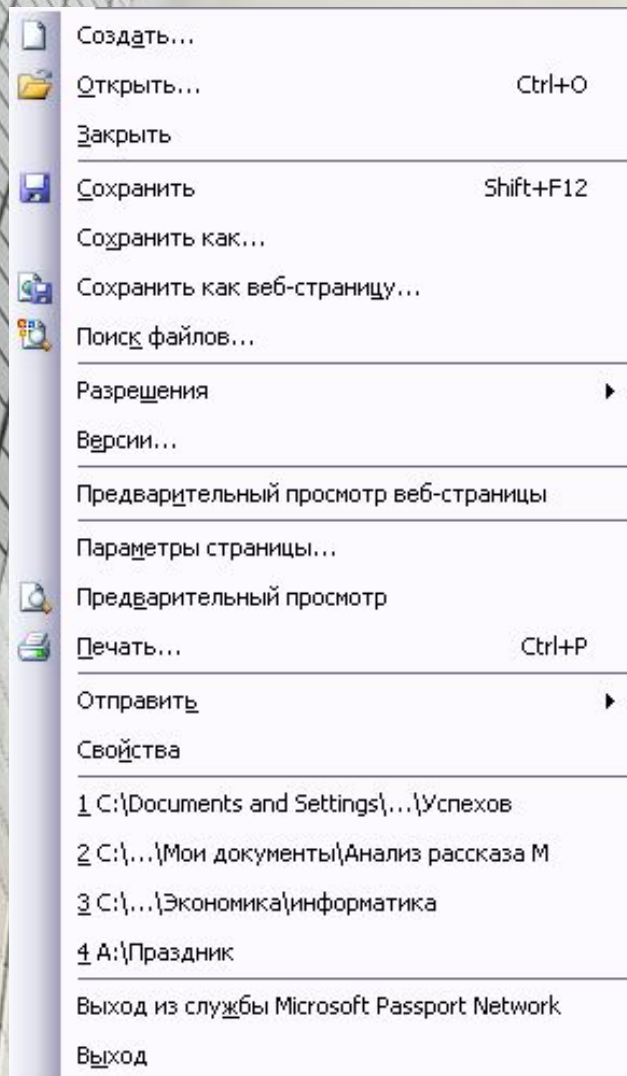 Создать...
Открыть... Ctrl+O
Закрыть
Сохранить Shift+F12
Сохранить как...
Сохранить как веб-страницу...
Поиск файлов...
Разрешения
Версии...
Предварительный просмотр веб-страницы
Параметры страницы...
Предварительный просмотр
Печать... Ctrl+P
Отправить
Свойства
1 C:\Documents and Settings\...\Успехов
2 C:\...\Мои документы\Анализ рассказа М
3 C:\...\Экономика\информатика
4 A:\Праздник
Выход из службы Microsoft Passport Network
Выход